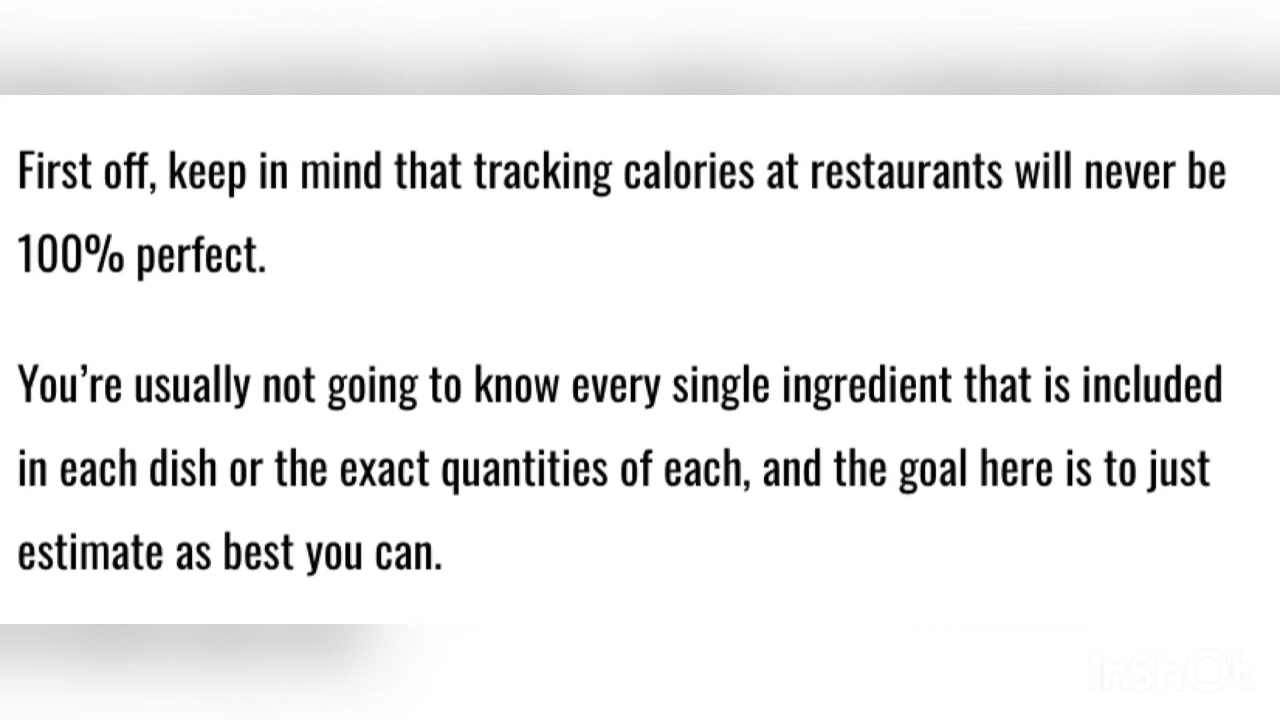 First off, keep in mind that tracking calories at restaurants will never be
100% perfect.
You’re usually not going to know every single ingredient that is included
in each dish or the exact quantities of each, and the goal here is to just
estimate as best you can.
InShOt